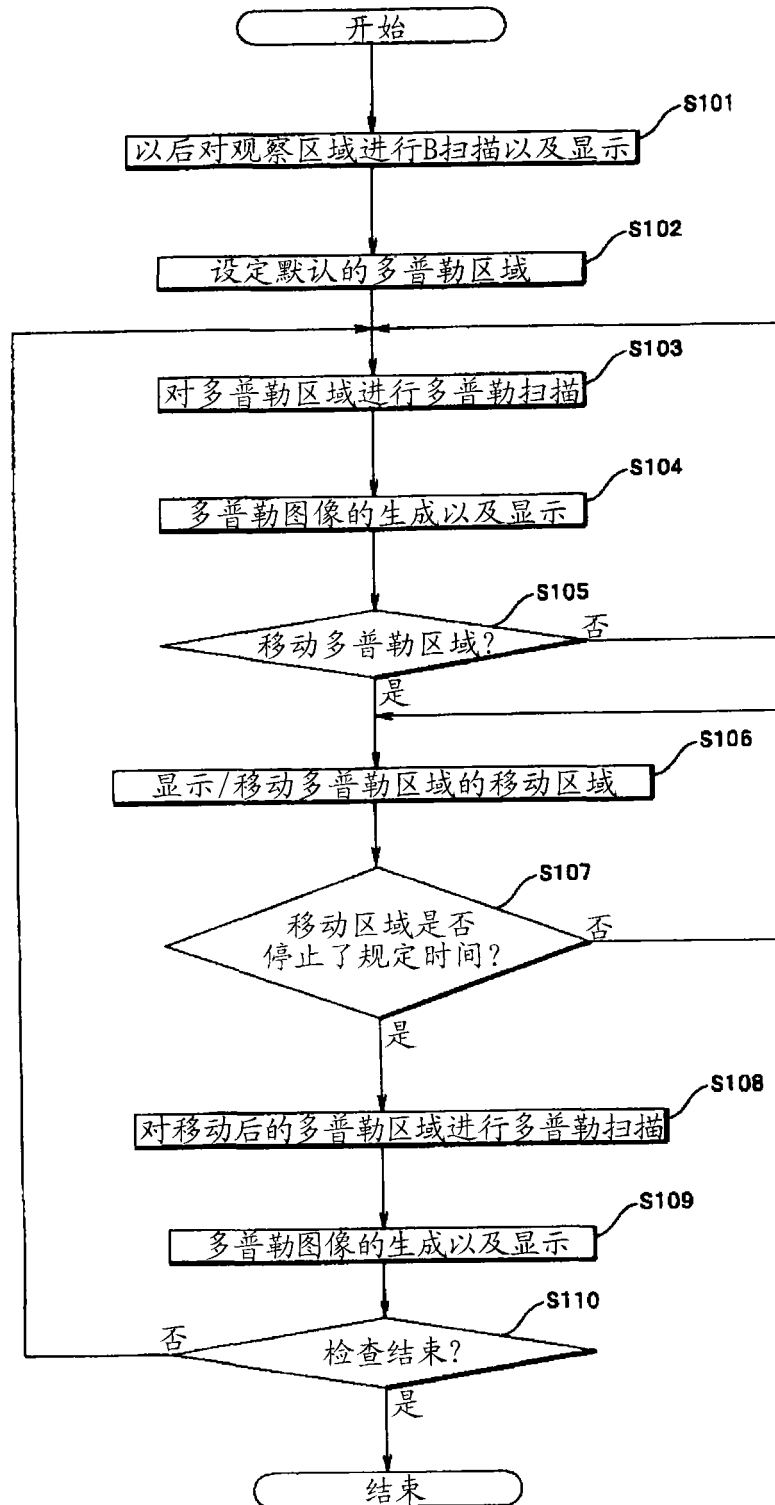 开始
S101
以后对观察区域进行B扫描以及显示
S102
设定默认的多普勒区域
S103
对多普勒区域进行多普勒扫描
S104
多普勒图像的生成以及显示
S105
移动多普勒区域?
否
是
S106
显示/移动多普勒区域的移动区域
S107
移动区域是否
停止了规定时间?
否
是
S108
对移动后的多普勒区域进行多普勒扫描
S109
多普勒图像的生成以及显示
S110
否
检查结束?
是
结束